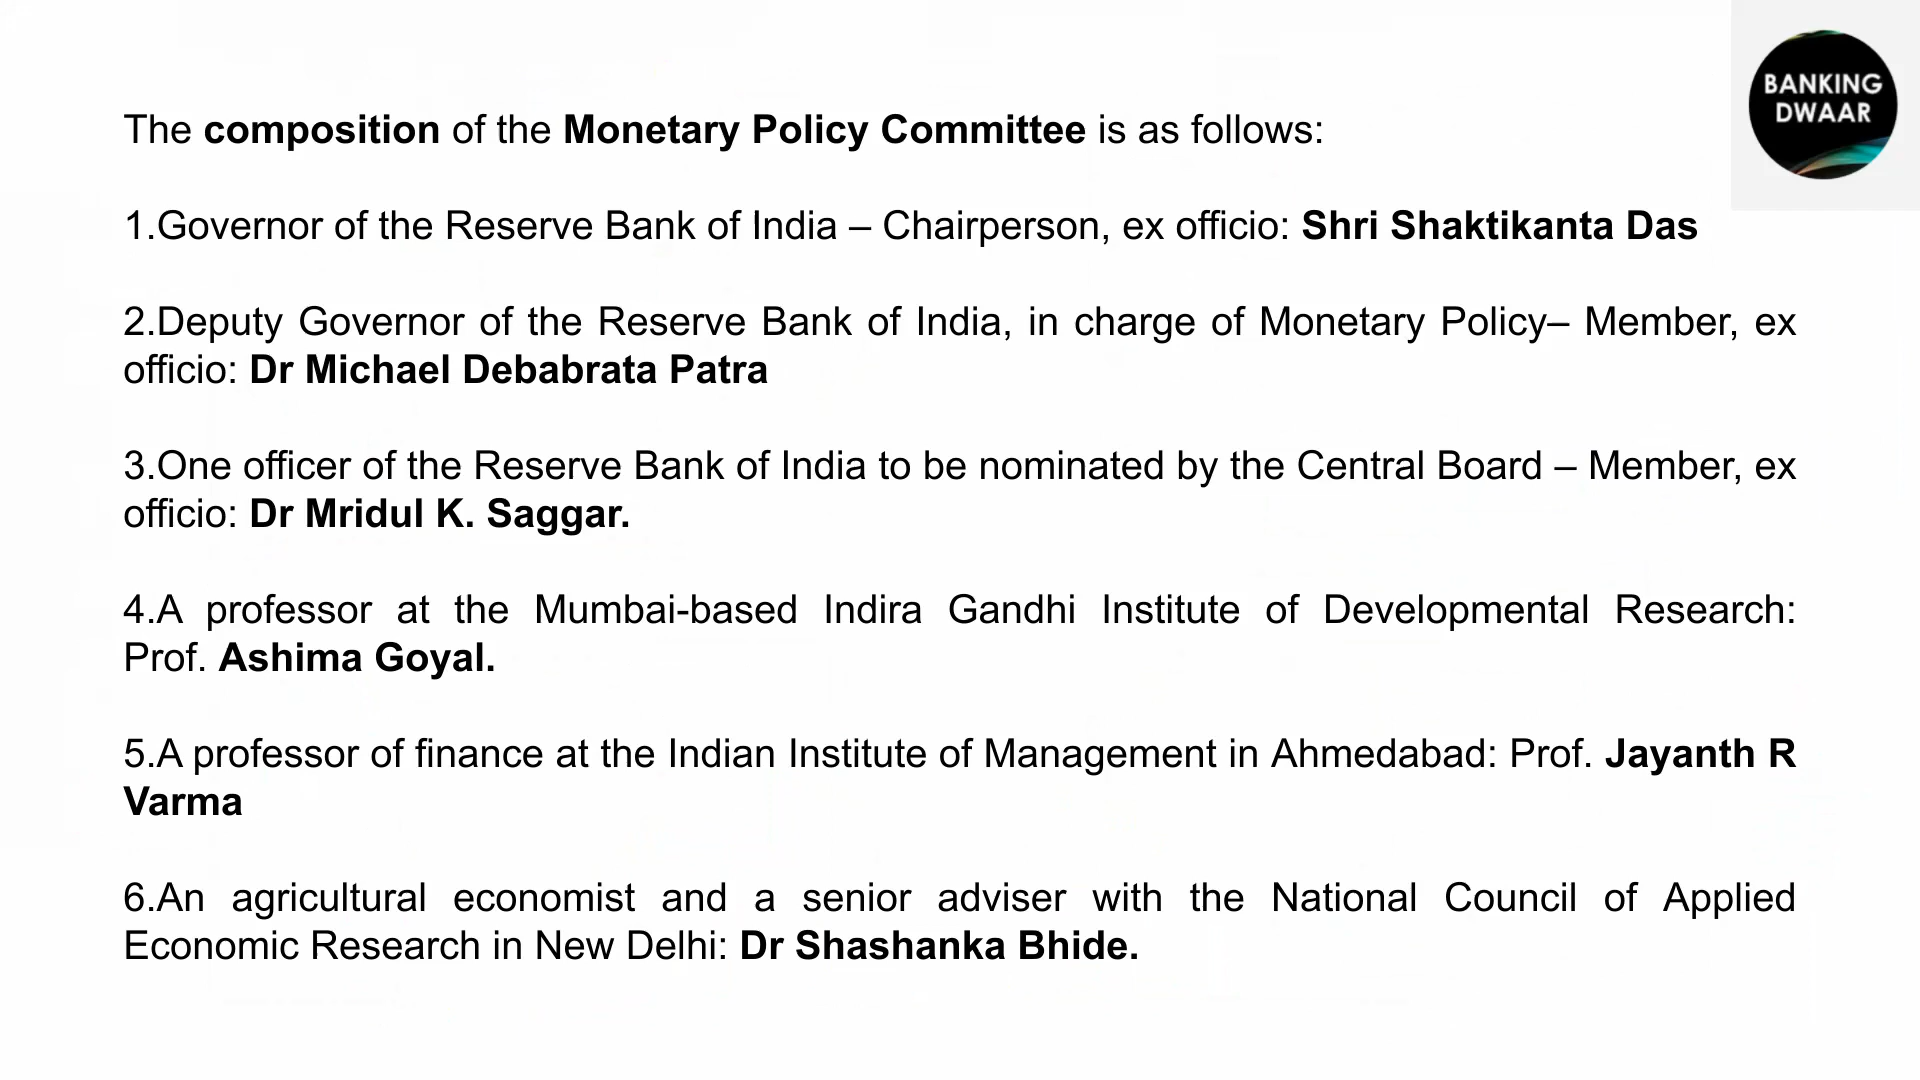 BANKING
DWAAR
The composition of the Monetary Policy Committee is as follows:
1.Governor of the Reserve Bank of India – Chairperson, ex officio: Shri Shaktikanta Das
2.Deputy Governor of the Reserve Bank of India, in charge of Monetary Policy– Member, ex
officio: Dr Michael Debabrata Patra
3.One officer of the Reserve Bank of India to be nominated by the Central Board – Member, ex
officio: Dr Mridul K. Saggar.
4.A professor at the Mumbai-based Indira Gandhi Institute of Developmental Research:
Prof. Ashima Goyal.
5.A professor of finance at the Indian Institute of Management in Ahmedabad: Prof. Jayanth R
Varma
6.An agricultural economist and a senior adviser with the National Council of Applied
Economic Research in New Delhi: Dr Shashanka Bhide.